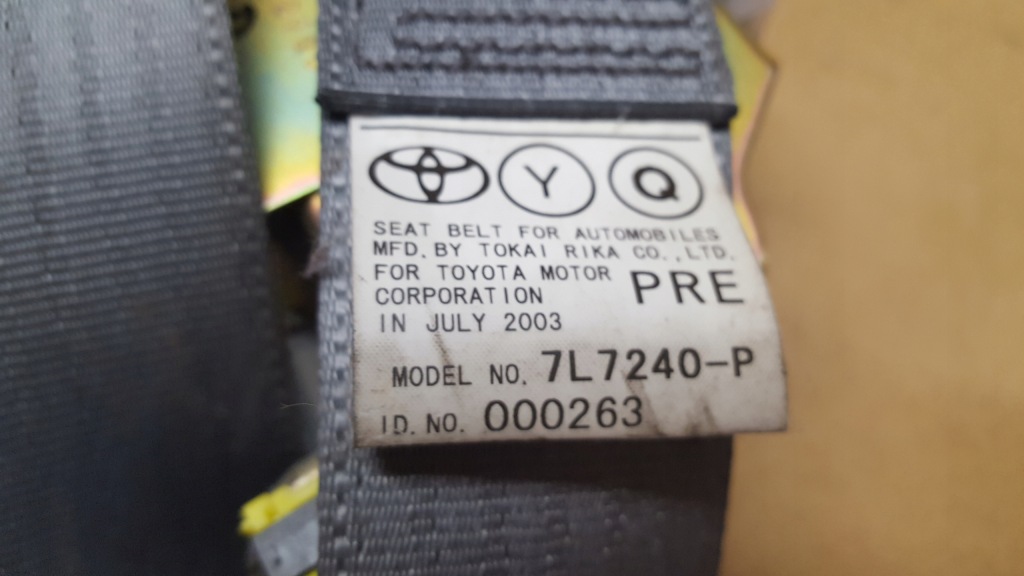 Y Q
SEAT BELT FOR AUTOMOBILES
MFD. BY TOKAI RIKA CO., LTD.
FOR TOYOTA MOTOR
CORPORATION PRE
IN JULY 2003
MODEL NO. 7L7240-P
ID. NO. 000263